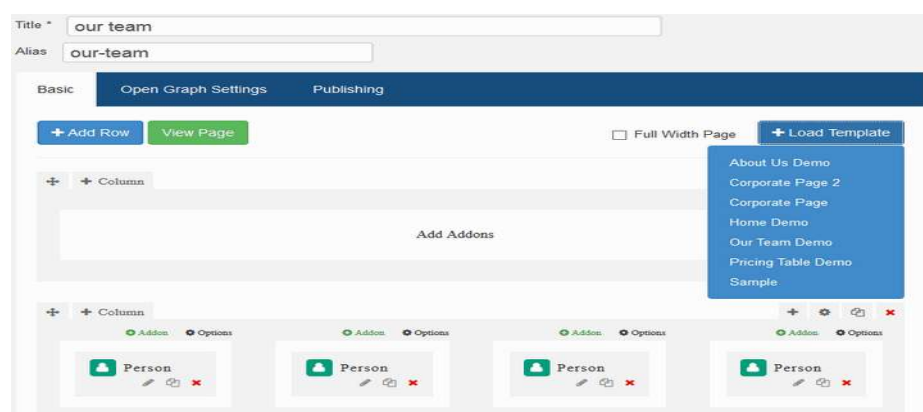 Title * our team
Alias our-team
Basic Open Graph Settings Publishing
+ Add Row View Page Full Width Page + Load Template
About Us Demo
Corporate Page 2
Corporate Page
Home Demo
Our Team Demo
Pricing Table Demo
Sample
+ Column
Add Addons
+ Column
Addon Options Addon Options Addon Options Addon Options
Person Person Person Person